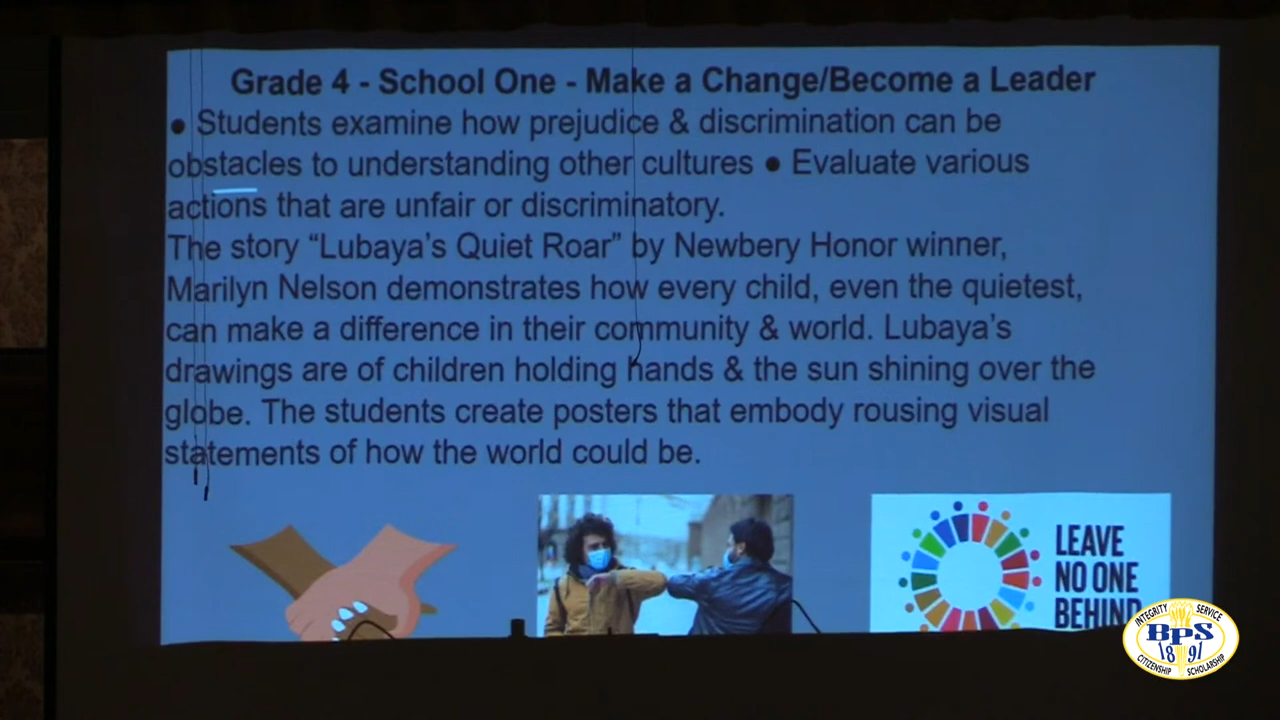 Grade 4 - School One - Make a Change/Become a Leader
● Students examine how prejudice & discrimination can be
obstacles to understanding other cultures ● Evaluate various
actions that are unfair or discriminatory.
The story “Lubaya’s Quiet Roar” by Newbery Honor winner,
Marilyn Nelson demonstrates how every child, even the quietest,
can make a difference in their community & world. Lubaya’s
drawings are of children holding hands & the sun shining over the
globe. The students create posters that embody rousing visual
statements of how the world could be.
LEAVE
NO ONE
BEHIND
INTEGRITY SERVICE
BPS
1891
CITIZENSHIP SCHOLARSHIP